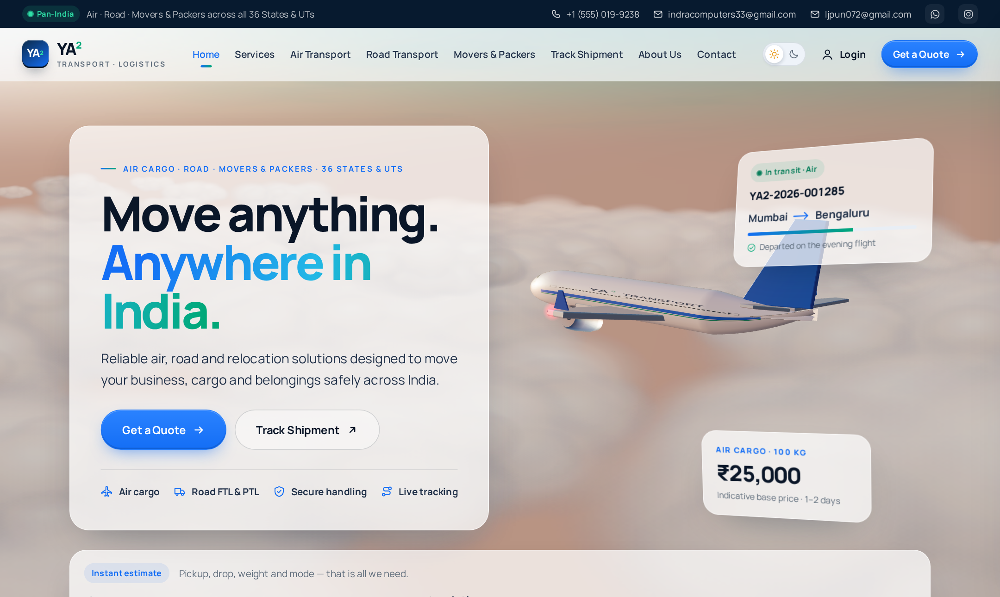 Pan-India
Air · Road · Movers & Packers across all 36 States & UTs
+1 (555) 019-9238
indracomputers33@gmail.com
ljpun072@gmail.com
YA2
YA2
TRANSPORT · LOGISTICS
Home
Services
Air Transport
Road Transport
Movers & Packers
Track Shipment
About Us
Contact
Login
Get a Quote
AIR CARGO · ROAD · MOVERS & PACKERS · 36 STATES & UTS
Move anything.
Anywhere in
India.
Reliable air, road and relocation solutions designed to move
your business, cargo and belongings safely across India.
Get a Quote
Track Shipment
Air cargo
Road FTL & PTL
Secure handling
Live tracking
In transit · Air
YA2-2026-001285
Mumbai → Bengaluru
Departed on the evening flight
YA2 TRANSPORT
AIR CARGO · 100 KG
₹25,000
Indicative base price · 1–2 days
Instant estimate
Pickup, drop, weight and mode — that is all we need.